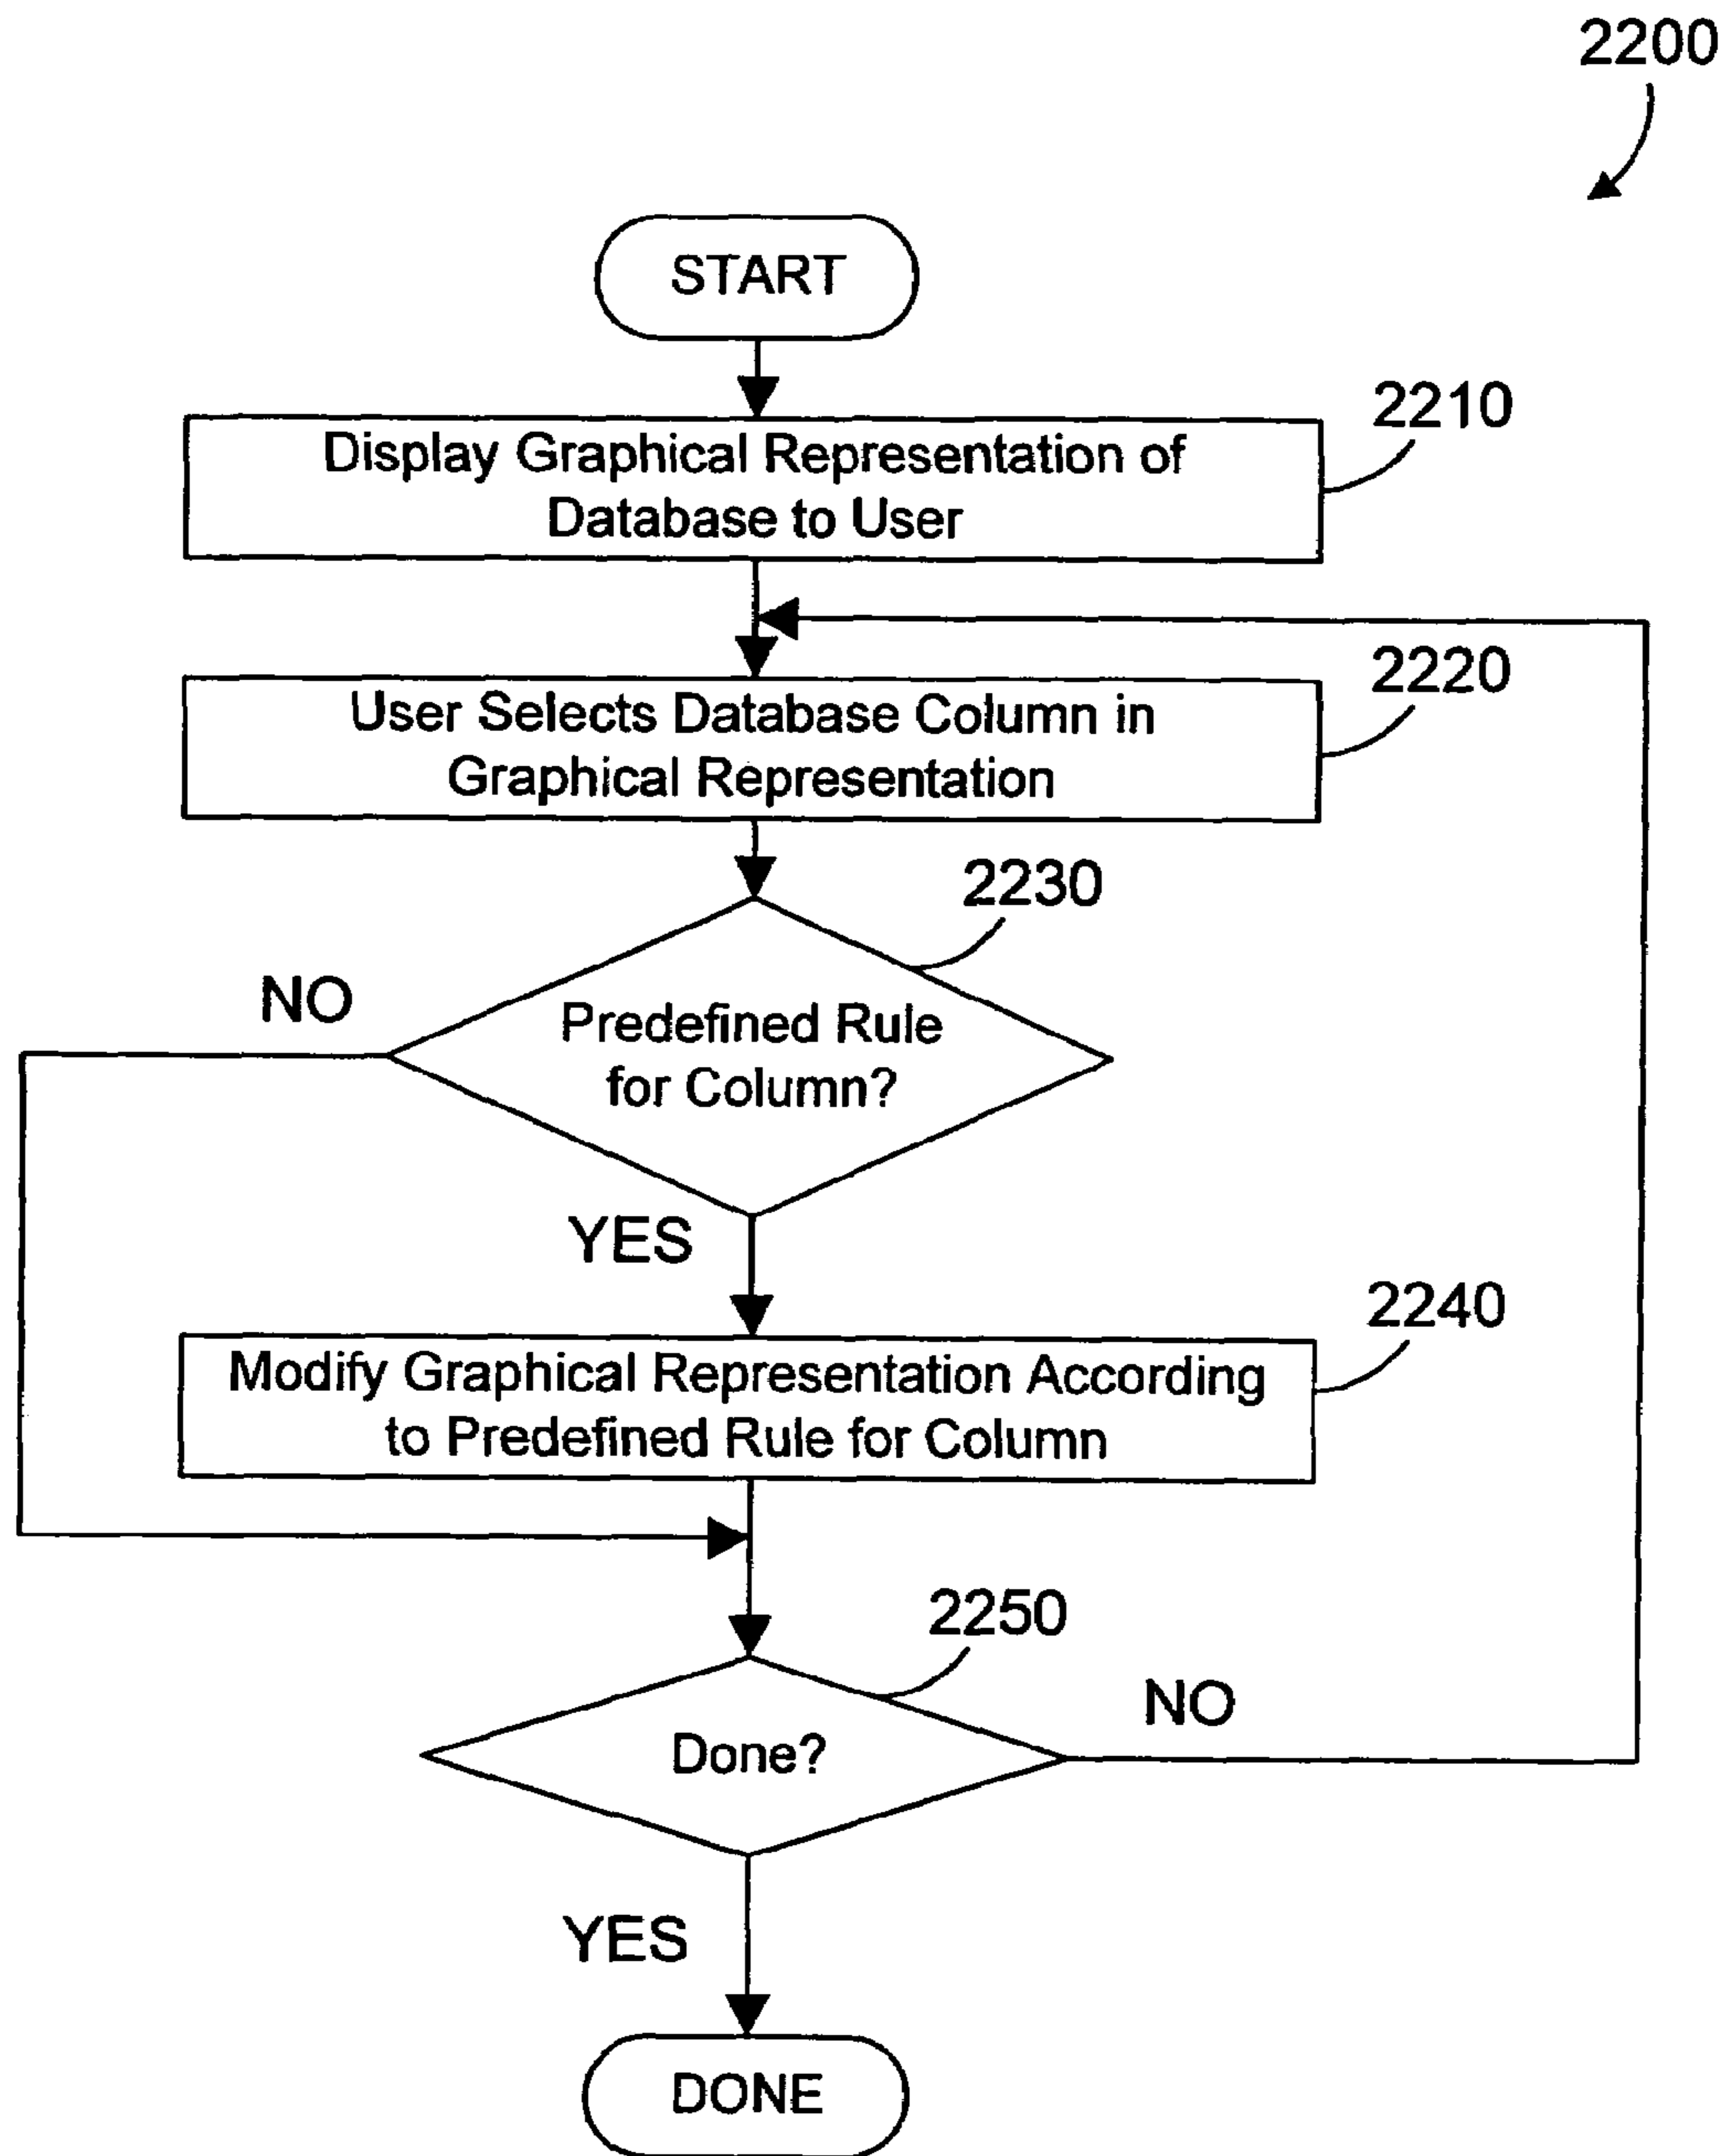 2200
START
2210
Display Graphical Representation of
Database to User
2220
User Selects Database Column in
Graphical Representation
2230
NO
Predefined Rule
for Column?
YES
2240
Modify Graphical Representation According
to Predefined Rule for Column
2250
NO
Done?
YES
DONE